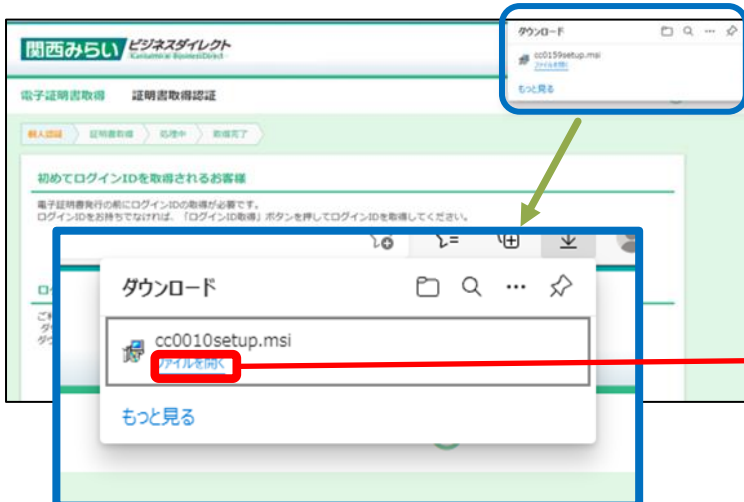 関西みらい ビジネスダイレクト
電子証明書取得 証明書取得認証
個人認証 証明書取得 処理中 取得完了
初めてログインIDを取得されるお客様
電子証明書発行の前にログインIDの取得が必要です。
ログインIDをお持ちでなければ、「ログインID取得」ボタンを押してログインIDを取得してください。
ダウンロード
cc0159setup.msi
ファイルを開く
もっと見る
ダウンロード
cc0010setup.msi
ファイルを開く
もっと見る